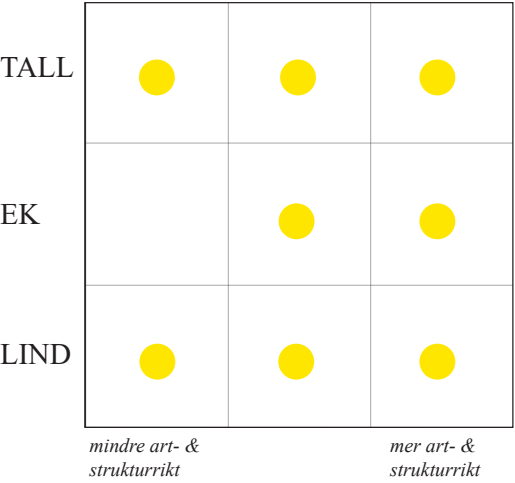 TALL
EK
LIND
mindre art- &
strukturrikt
mer art- &
strukturrikt